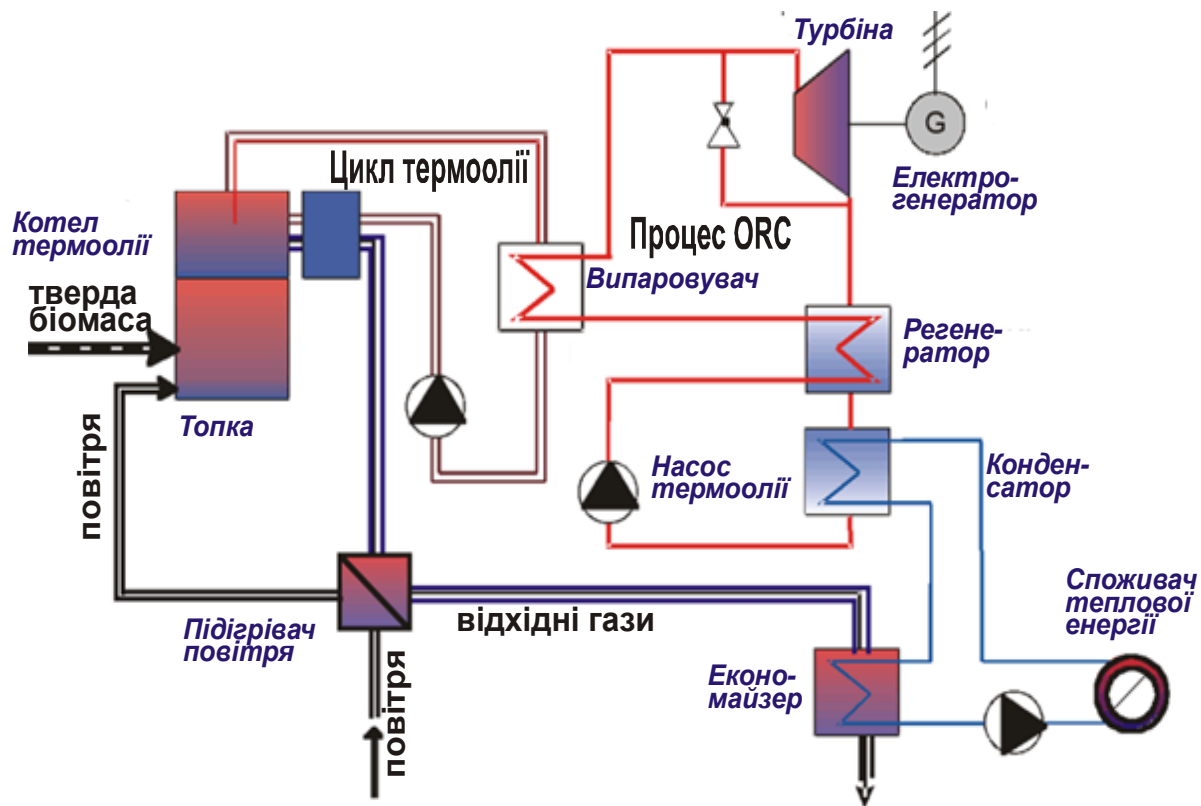 Турбіна
G
Електро-
генератор
Цикл термоолії
Котел
термоолії
Процес ORC
Випаровувач
тверда
біомаса
Регене-
ратор
Топка
повітря
Насос
термоолії
Конден-
сатор
Споживач
теплової
енергії
відхідні гази
Підігрівач
повітря
повітря
Еконо-
майзер